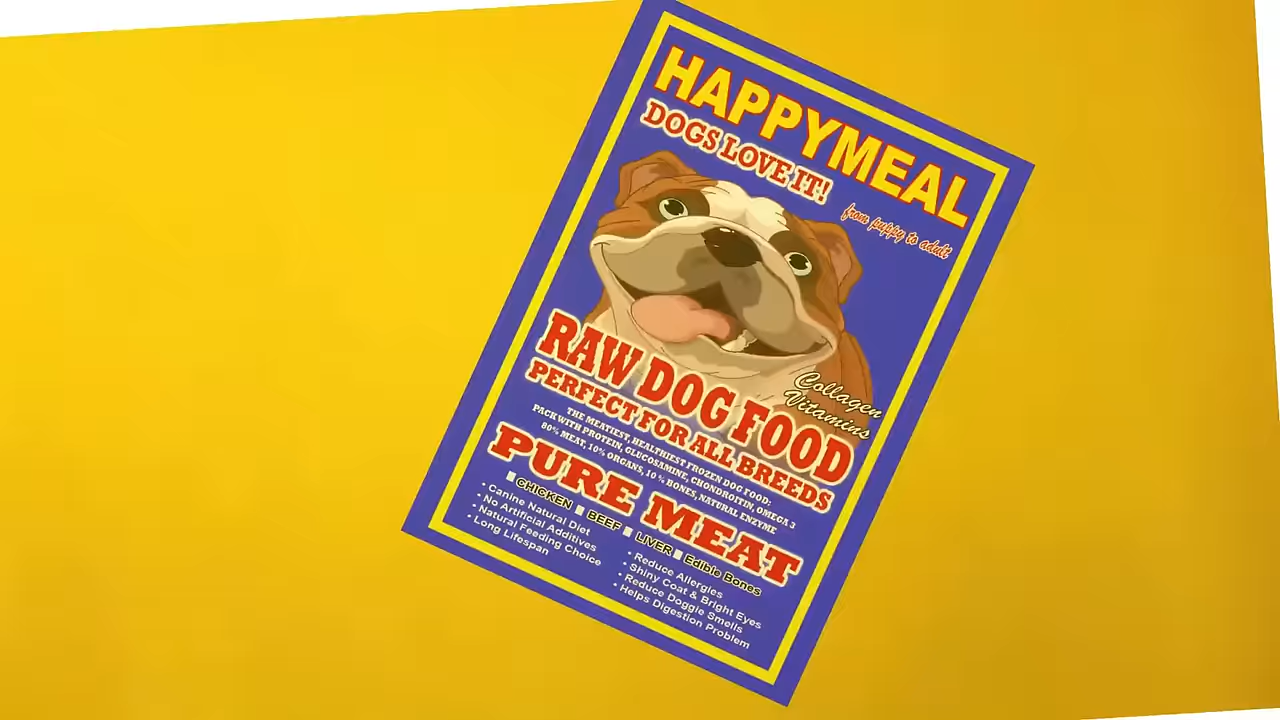 HAPPYMEAL
DOGS LOVE IT!
from puppy to adult
RAW DOG FOOD
Collagen
Vitamins
PERFECT FOR ALL BREEDS
THE MEATIEST, HEALTHIEST FROZEN DOG FOOD:
PACK WITH PROTEIN, GLUCOSAMINE, CHONDROITIN, OMEGA 3
80% MEAT, 10% ORGANS, 10 % BONES, NATURAL ENZYME
PURE MEAT
CHICKEN BEEF LIVER Edible Bones
• Canine Natural Diet
• No Artificial Additives
• Natural Feeding Choice
• Long Lifespan
• Reduce Allergies
• Shiny Coat & Bright Eyes
• Reduce Doggie Smells
• Helps Digestion Problem